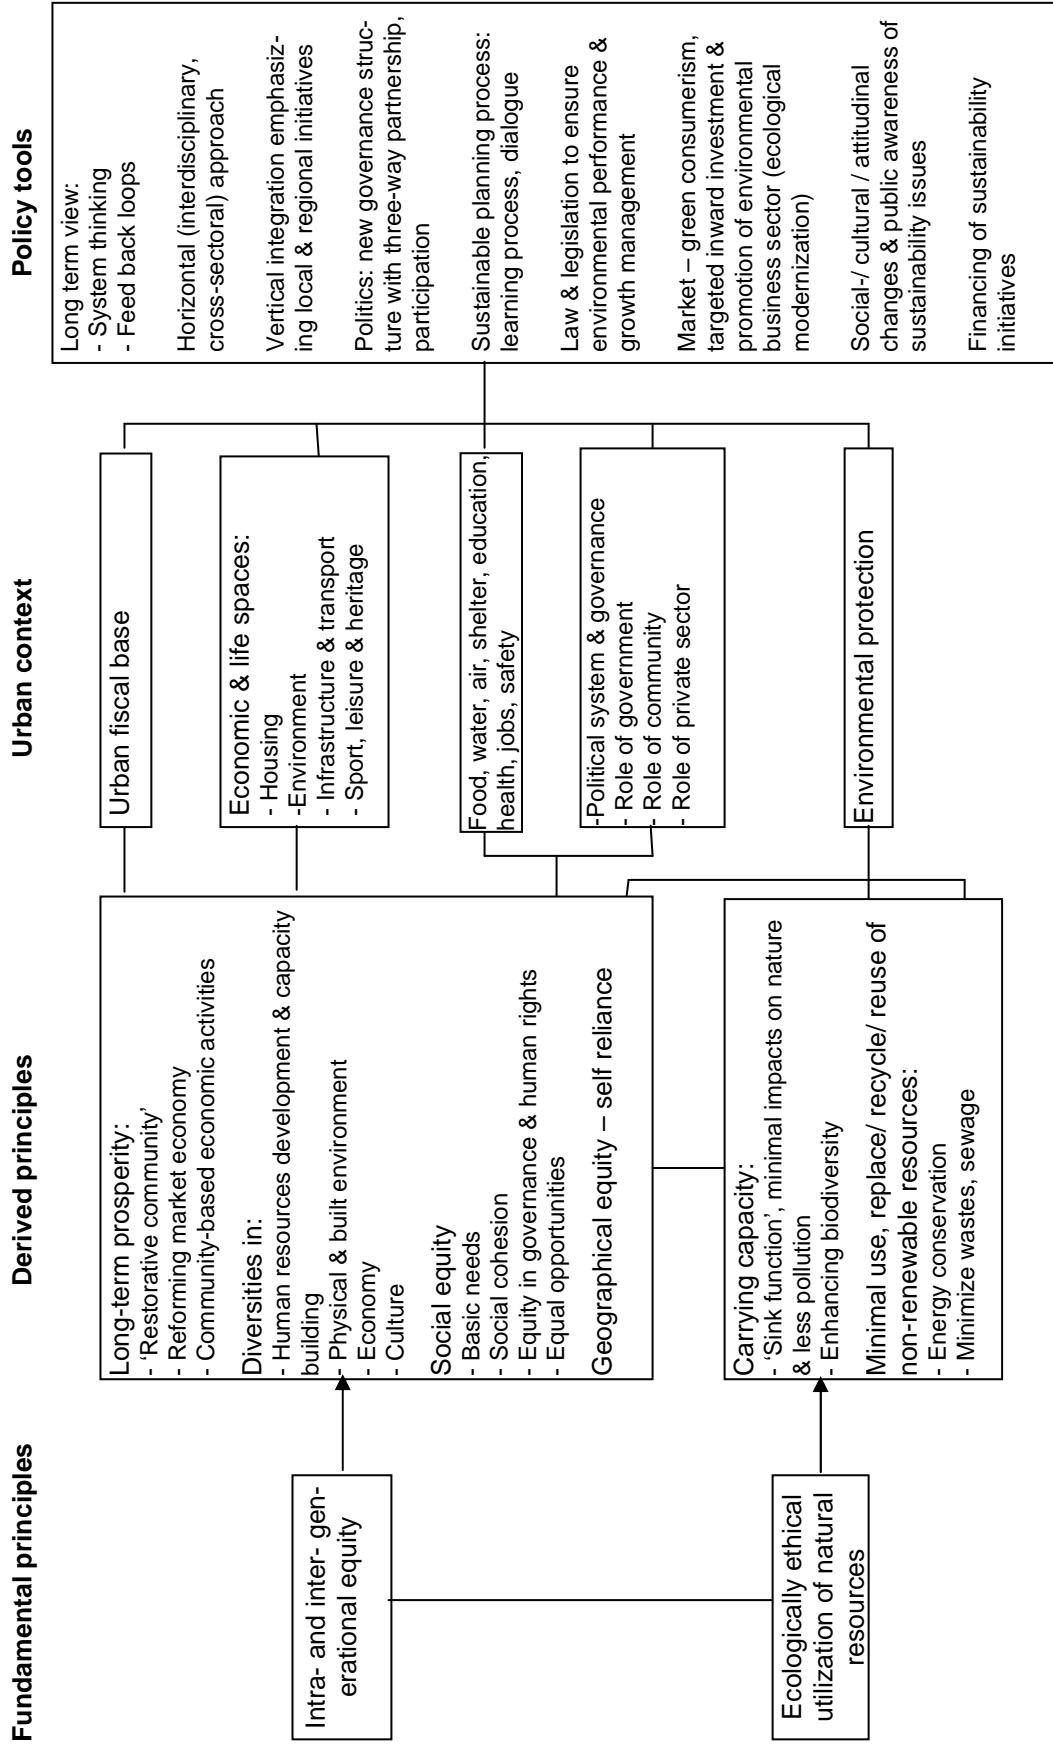 Fundamental principles
Derived principles
Urban context
Policy tools
Intra- and inter- gen-
erational equity
Ecologically ethical
utilization of natural
resources
Long-term prosperity:
- ‘Restorative community’
- Reforming market economy
- Community-based economic activities
Diversities in:
- Human resources development & capacity
building
- Physical & built environment
- Economy
- Culture
Social equity
- Basic needs
- Social cohesion
- Equity in governance & human rights
- Equal opportunities
Geographical equity – self reliance
Carrying capacity:
- ‘Sink function’, minimal impacts on nature
& less pollution
- Enhancing biodiversity
Minimal use, replace/ recycle/ reuse of
non-renewable resources:
- Energy conservation
- Minimize wastes, sewage
Urban fiscal base
Economic & life spaces:
- Housing
-Environment
- Infrastructure & transport
- Sport, leisure & heritage
Food, water, air, shelter, education,
health, jobs, safety
-Political system & governance
- Role of government
- Role of community
- Role of private sector
Environmental protection
Long term view:
- System thinking
- Feed back loops
Horizontal (interdisciplinary,
cross-sectoral) approach
Vertical integration emphasiz-
ing local & regional initiatives
Politics: new governance struc-
ture with three-way partnership,
participation
Sustainable planning process:
learning process, dialogue
Law & legislation to ensure
environmental performance &
growth management
Market – green consumerism,
targeted inward investment &
promotion of environmental
business sector (ecological
modernization)
Social-/ cultural / attitudinal
changes & public awareness of
sustainability issues
Financing of sustainability
initiatives